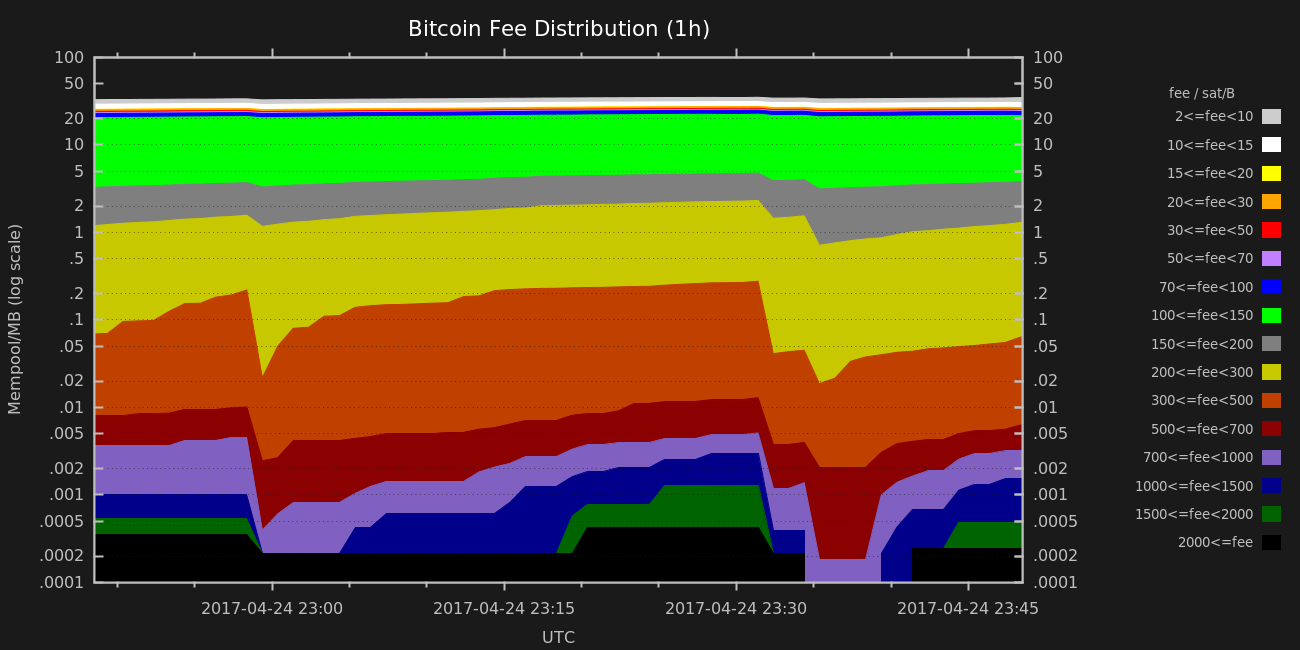 Bitcoin Fee Distribution (1h)
100 100
50 50
20 20
10 10
5 5
2 2
1 1
.5 .5
.2 .2
.1 .1
.05 .05
.02 .02
.01 .01
.005 .005
.002 .002
.001 .001
.0005 .0005
.0002 .0002
.0001 .0001
Mempool/MB (log scale)
2017-04-24 23:00 2017-04-24 23:15 2017-04-24 23:30 2017-04-24 23:45
UTC
fee / sat/B
2<=fee<10
10<=fee<15
15<=fee<20
20<=fee<30
30<=fee<50
50<=fee<70
70<=fee<100
100<=fee<150
150<=fee<200
200<=fee<300
300<=fee<500
500<=fee<700
700<=fee<1000
1000<=fee<1500
1500<=fee<2000
2000<=fee